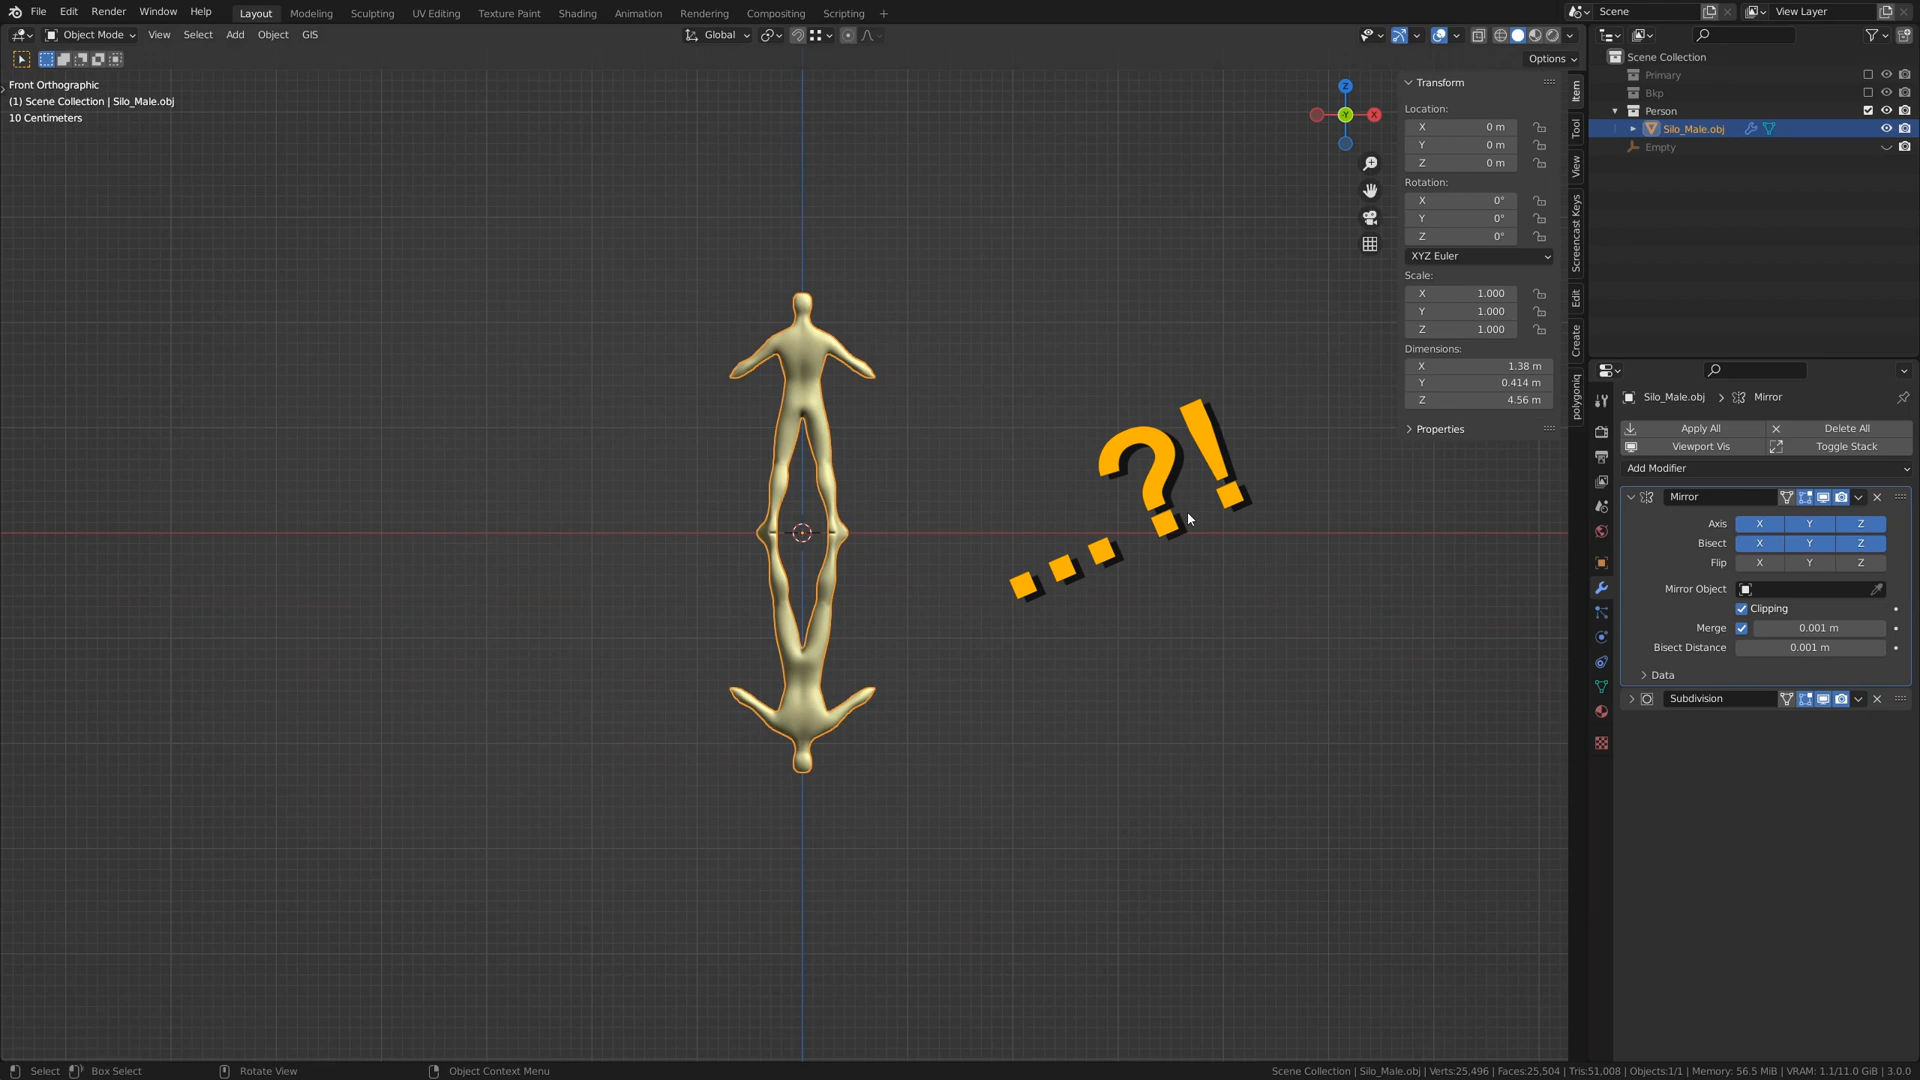 File Edit Render Window Help Layout Modeling Sculpting UV Editing Texture Paint Shading Animation Rendering Compositing Scripting + Scene View Layer
Object Mode View Select Add Object GIS Global
Options
Front Orthographic
(1) Scene Collection | Silo_Male.obj
10 Centimeters
Z
Y
X
Transform
Location:
X 0 m
Y 0 m
Z 0 m
Rotation:
X 0°
Y 0°
Z 0°
XYZ Euler
Scale:
X 1.000
Y 1.000
Z 1.000
Dimensions:
X 1.38 m
Y 0.414 m
Z 4.56 m
Properties
Item
Tool
View
Screencast Keys
Edit
Create
polygoniq
....?!
Scene Collection
Primary
Bkp
Person
Silo_Male.obj
Empty
Silo_Male.obj > Mirror
Apply All Delete All
Viewport Vis Toggle Stack
Add Modifier
Mirror
Axis X Y Z
Bisect X Y Z
Flip X Y Z
Mirror Object
Clipping
Merge 0.001 m
Bisect Distance 0.001 m
Data
Subdivision
Select Box Select Rotate View Object Context Menu Scene Collection | Silo_Male.obj | Verts:25,496 | Faces:25,504 | Tris:51,008 | Objects:1/1 | Memory: 56.5 MiB | VRAM: 1.1/11.0 GiB | 3.0.0